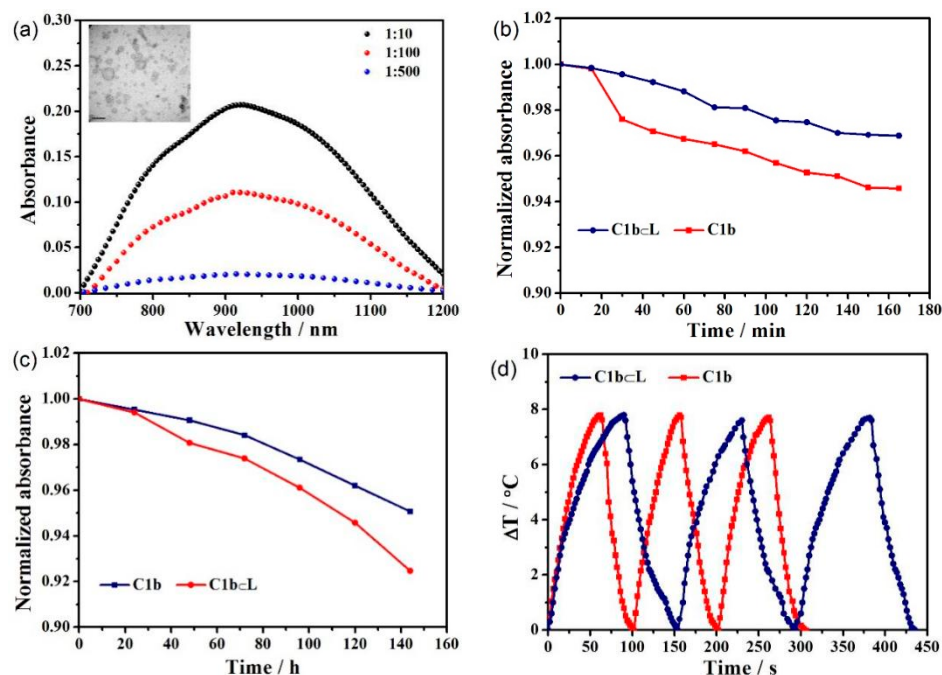 (a)
0.30
0.25
0.20
0.15
0.10
0.05
0.00
Absorbance
1:10
1:100
1:500
700 800 900 1000 1100 1200
Wavelength / nm
(b)
1.02
1.00
0.98
0.96
0.94
0.92
0.90
Normalized absorbance
C1b⊂L C1b
0 20 40 60 80 100 120 140 160 180
Time / min
(c)
1.02
1.00
0.98
0.96
0.94
0.92
0.90
Normalized absorbance
C1b C1b⊂L
0 20 40 60 80 100 120 140 160
Time / h
(d)
10
8
6
4
2
0
ΔT / °C
C1b⊂L C1b
0 50 100 150 200 250 300 350 400 450
Time / s